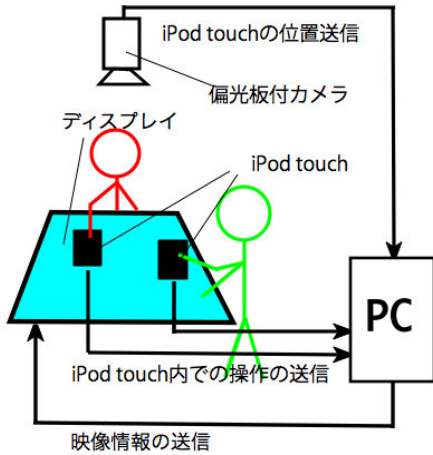 iPod touchの位置送信
偏光板付カメラ
ディスプレイ
iPod touch
PC
iPod touch内での操作の送信
映像情報の送信